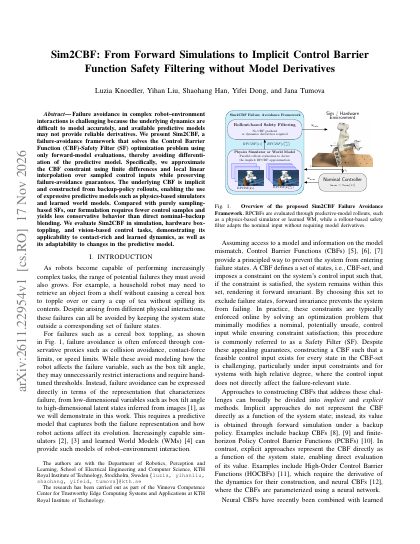 Sim2CBF: From Forward Simulations to Implicit Control Barrier
Function Safety Filtering without Model Derivatives
Luzia Knoedler, Yihan Liu, Shaohang Han, Yifei Dong, and Jana Tumova
arXiv:2611.22954v1 [cs.RO] 17 Nov 2026
Abstract—Failure avoidance in complex robot-environment
interactions is challenging because the underlying dynamics are
difficult to model accurately, and available predictive models
may not provide reliable derivatives. We present Sim2CBF, a
failure-avoidance framework that solves the Control Barrier
Function (CBF)-Safety Filter (SF) optimization problem using
only forward-model evaluations, thereby avoiding differenti-
ation of the predictive model. Specifically, we approximate
the CBF constraint using finite differences and local linear
interpolation over sampled control inputs while preserving
failure-avoidance guarantees. The underlying CBF is implicit
and constructed from backup-policy rollouts, enabling the use
of expressive predictive models such as physics-based simulators
and learned world models. Compared with purely sampling-
based SFs, our formulation requires fewer control samples and
yields less conservative behavior than direct nominal-backup
blending. We evaluate Sim2CBF in simulation, hardware box-
toppling, and vision-based control tasks, demonstrating its
applicability to contact-rich and learned dynamics, as well as
its adaptability to changes in the predictive model.
I. INTRODUCTION
As robots become capable of performing increasingly
complex tasks, the range of potential failures they must avoid
also grows. For example, a household robot may need to
retrieve an object from a shelf without causing a cereal box
to topple over or carry a cup of tea without spilling its
contents. Despite arising from different physical interactions,
these failures can all be avoided by keeping the system state
outside a corresponding set of failure states.
For failures such as a cereal box toppling, as shown
in Fig. 1, failure avoidance is often enforced through con-
servative proxies such as collision avoidance, contact-force
limits, or speed limits. While these avoid modeling how the
robot affects the failure variable, such as the box tilt angle,
they may unnecessarily restrict interactions and require hand-
tuned thresholds. Instead, failure avoidance can be expressed
directly in terms of the representation that characterizes
failure, from low-dimensional variables such as box tilt angle
to high-dimensional latent states inferred from images [1], as
we will demonstrate in this work. This requires a predictive
model that captures both the failure representation and how
robot actions affect its evolution. Increasingly capable sim-
ulators [2], [3] and learned World Models (WMs) [4] can
provide such models of robot–environment interaction.
The authors are with the Department of Robotics, Perception and
Learning, School of Electrical Engineering and Computer Science, KTH
Royal Institute of Technology, Stockholm, Sweden {luzia, yihanliu,
shaohang, yifeid, tumova}@kth.se
The research has been carried out as part of the Vinnova Competence
Center for Trustworthy Edge Computing Systems and Applications at KTH
Royal Institute of Technology.
Sim2CBF Failure Avoidance Framework
Rollout-based Safety Filtering
Physics Simulator or World Model
Sim / Hardware
Environment
Nominal Controller
Fig. 1. Overview of the proposed Sim2CBF Failure Avoidance
Framework. RPCBFs are evaluated through predictive-model rollouts, such
a physics-based simulator or learned WM, while a rollout-based safety
filter adapts the nominal input without requiring model derivatives.
Assuming access to a model and information on the model
mismatch, Control Barrier Functions (CBFs) [5], [6], [7]
provide a principled way to prevent the system from entering
failure states. A CBF defines a set of states, i.e., CBF-set, and
imposes a constraint on the system's control input such that,
if the constraint is satisfied, the system remains within this
set, rendering it forward invariant. By choosing this set to
exclude failure states, forward invariance prevents the system
from failing. In practice, these constraints are typically
enforced online by solving an optimization problem that
minimally modifies a nominal, potentially unsafe, control
input while ensuring constraint satisfaction; this procedure
is commonly referred to as a Safety Filter (SF). Despite
these appealing guarantees, constructing a CBF such that a
feasible control input exists for every state in the CBF-set is
challenging, particularly under input constraints and for
systems with high relative degree, where the control input
does not directly affect the failure-relevant state.
Approaches to constructing CBFs that address these chal-
lenges can be broadly divided into implicit and explicit
methods. Implicit approaches do not represent the CBF
directly as a function of the system state, instead, its value is
obtained through forward simulation under a backup
policy. Examples include backup CBFs [8], [9] and finite-
horizon Policy Control Barrier Functions (PCBFs) [10]. In
contrast, explicit approaches represent the CBF directly as a
function of the system state, enabling direct evaluation
of its value. Examples include High-Order Control Barrier
Functions (HOCBFs) [11], which require the derivative of
the dynamics for their construction, and neural CBFs [12],
where the CBFs are parameterized using a neural network.
Neural CBFs have recently been combined with learned